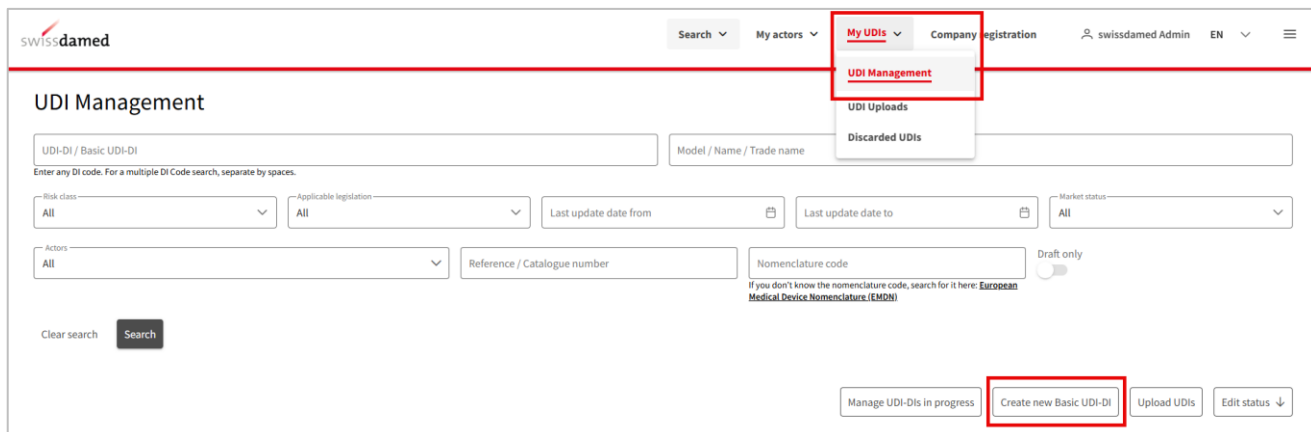 swissdamed
Search My actors My UDIs Company registration swissdamed Admin EN
UDI Management
UDI Uploads
Discarded UDIs
UDI Management
UDI-DI / Basic UDI-DI
Model / Name / Trade name
Enter any DI code. For a multiple DI Code search, separate by spaces.
Risk class
All
Applicable legislation
All
Last update date from
Last update date to
Market status
All
Actors
All
Reference / Catalogue number
Nomenclature code
Draft only
If you don't know the nomenclature code, search for it here: European
Medical Device Nomenclature (EMDN)
Clear search Search
Manage UDI-DIs in progress Create new Basic UDI-DI Upload UDIs Edit status